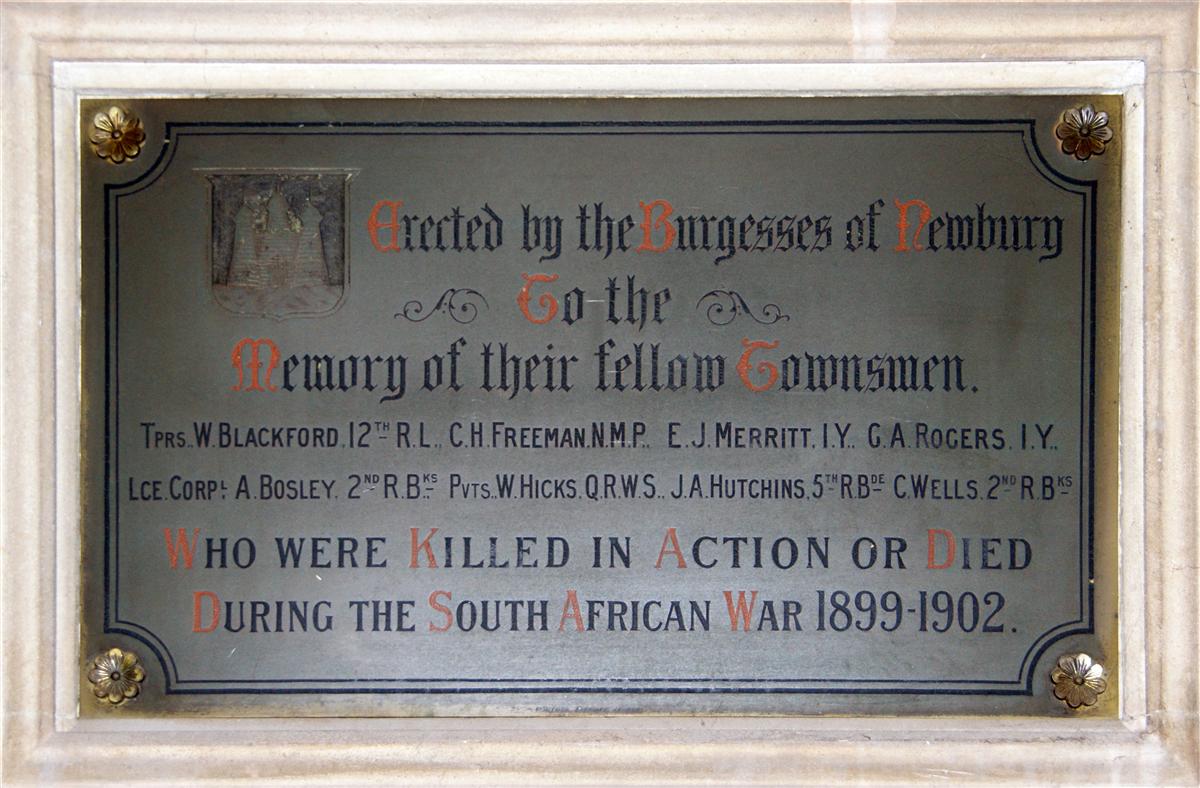 Erected by the Burgesses of Newbury
To the
Memory of their fellow Townsmen.
TPRS., W. BLACKFORD. 12TH R.L., C.H. FREEMAN. N.M.P., E.J. MERRITT. I.Y., G.A. ROGERS. I.Y.,
LCE. CORPL A. BOSLEY. 2ND R.BKS. PVTS., W. HICKS. Q.R.W.S., J.A. HUTCHINS. 5TH R.BDE C. WELLS. 2ND R.BKS
WHO WERE KILLED IN ACTION OR DIED
DURING THE SOUTH AFRICAN WAR 1899-1902.